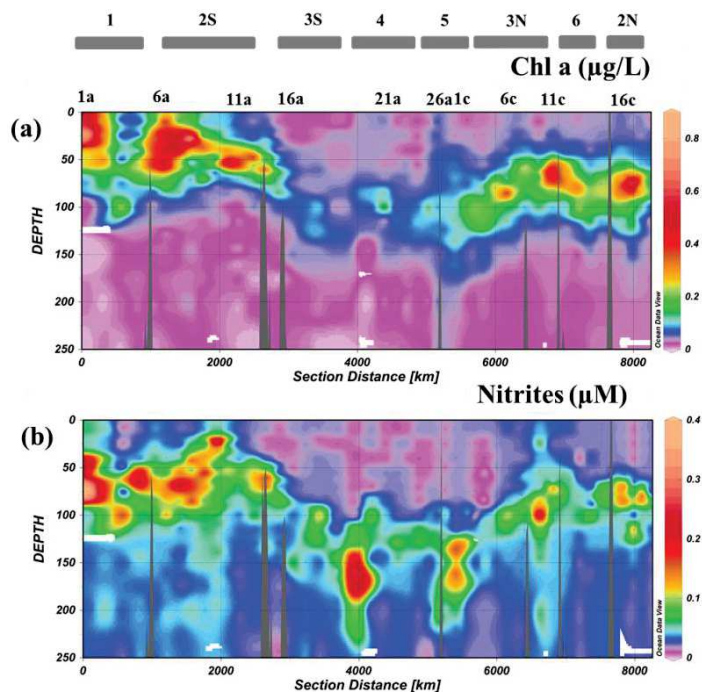 1 2S 3S 4 5 3N 6 2N
Chl a (µg/L)
1a 6a 11a 16a 21a 26a1c 6c 11c 16c
(a)
0
50
100
150
200
250
DEPTH
0 2000 4000 6000 8000
Section Distance [km]
Ocean Data View
0.8
0.6
0.4
0.2
0
Nitrites (µM)
(b)
0
50
100
150
200
250
DEPTH
0 2000 4000 6000 8000
Section Distance [km]
Ocean Data View
0.4
0.3
0.2
0.1
0